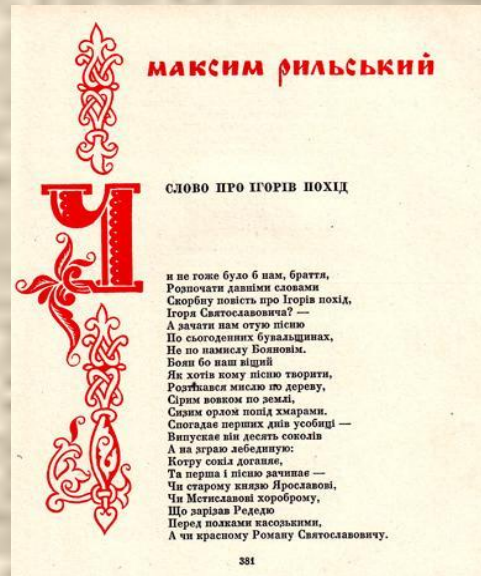 МАКСИМ РИЛЬСЬКИЙ
СЛОВО ПРО ІГОРІВ ПОХІД
Чи не гоже було б нам, браття,
Розпочати давніми словами
Скорбну повість про Ігорів похід,
Ігоря Святославовича? —
А зачати нам отую пісню
По сьогоденних бувальщинах,
Не по намислу Бояновім.
Боян бо наш віщий
Як хотів кому пісню творити,
Розтікався мислю по дереву,
Сірим вовком по землі,
Сизим орлом попід хмарами.
Спогадає перших днів усобиці —
Випускає він десять соколів
А на зграю лебединую:
Котру сокіл доганяє,
Та перша і пісню зачинає —
Чи старому князю Ярославові,
Чи Мстиславові хороброму,
Що зарізав Редедю
Перед полками касозькими,
А чи красному Роману Святославовичу.
381